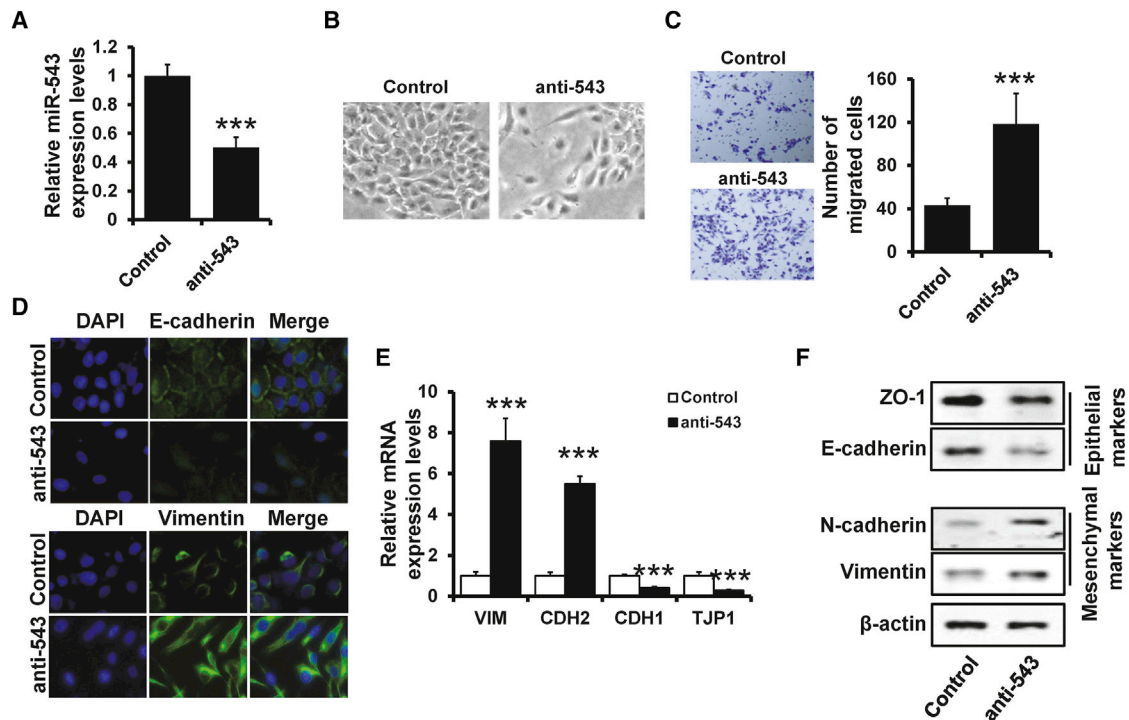 A
Relative miR-543
expression levels
1.2
1
0.8
0.6
0.4
0.2
0
***
Control
anti-543
B
Control
anti-543
C
Control
anti-543
Number of
migrated cells
160
120
80
40
0
***
Control
anti-543
D
DAPI E-cadherin Merge
Control
anti-543
DAPI Vimentin Merge
Control
anti-543
E
Relative mRNA
expression levels
10
8
6
4
2
0
Control
anti-543
***
***
***
***
VIM CDH2 CDH1 TJP1
F
ZO-1
E-cadherin
Epithelial
markers
N-cadherin
Vimentin
Mesenchymal
markers
β-actin
Control
anti-543